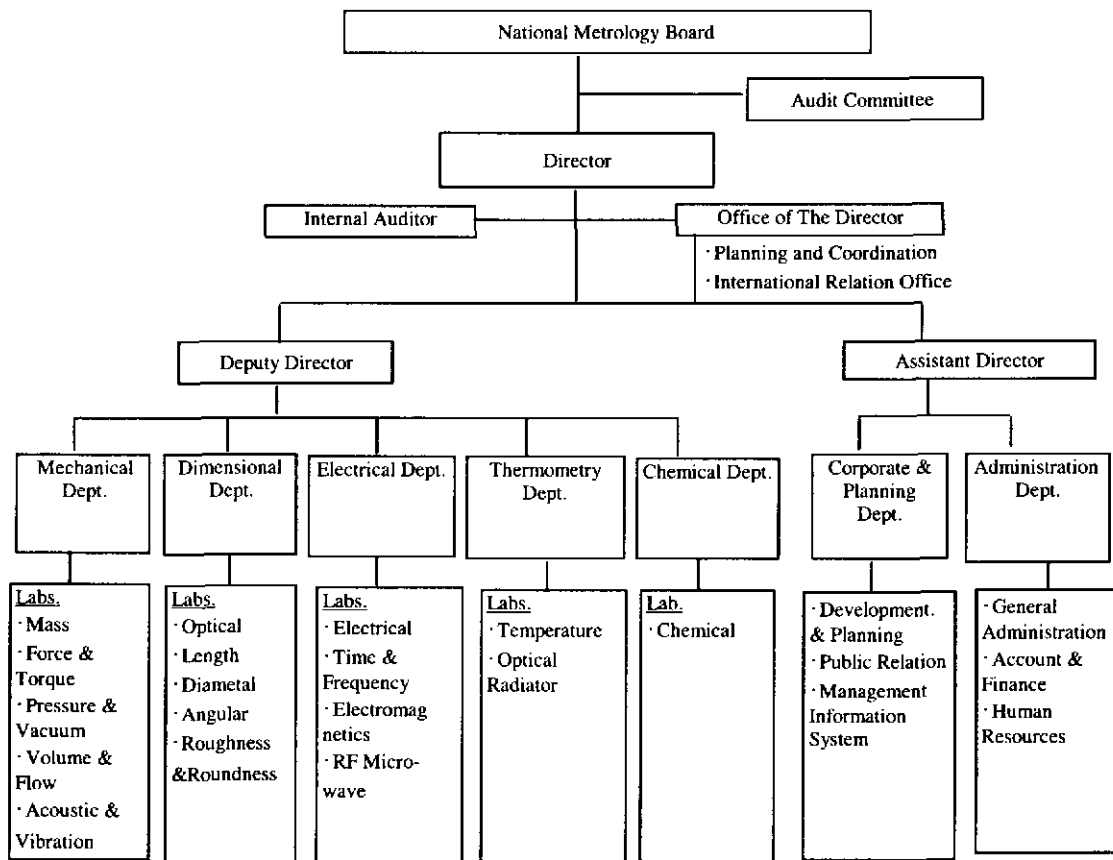 National Metrology Board
Audit Committee
Director
Internal Auditor
Office of The Director
· Planning and Coordination
· International Relation Office
Deputy Director
Assistant Director
Mechanical
Dept.
Dimensional
Dept.
Electrical Dept.
Thermometry
Dept.
Chemical Dept.
Corporate &
Planning
Dept.
Administration
Dept.
Labs.
· Mass
· Force &
Torque
· Pressure &
Vacuum
· Volume &
Flow
· Acoustic &
Vibration
Labs.
· Optical
· Length
· Diametal
· Angular
· Roughness
&Roundness
Labs.
· Electrical
· Time &
Frequency
· Electromag
netics
· RF Micro-
wave
Labs.
· Temperature
· Optical
Radiator
Lab.
· Chemical
· Development.
& Planning
· Public Relation
· Management
Information
System
· General
Administration
· Account &
Finance
· Human
Resources